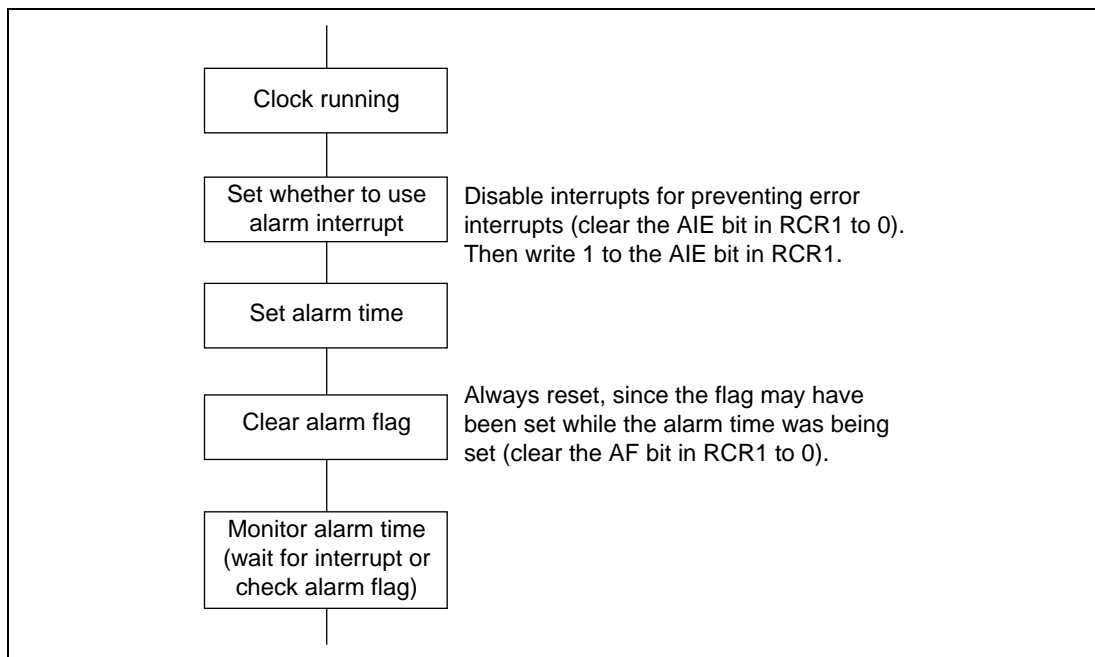 Clock running
Set whether to use
alarm interrupt
Disable interrupts for preventing error
interrupts (clear the AIE bit in RCR1 to 0).
Then write 1 to the AIE bit in RCR1.
Set alarm time
Clear alarm flag
Always reset, since the flag may have
been set while the alarm time was being
set (clear the AF bit in RCR1 to 0).
Monitor alarm time
(wait for interrupt or
check alarm flag)